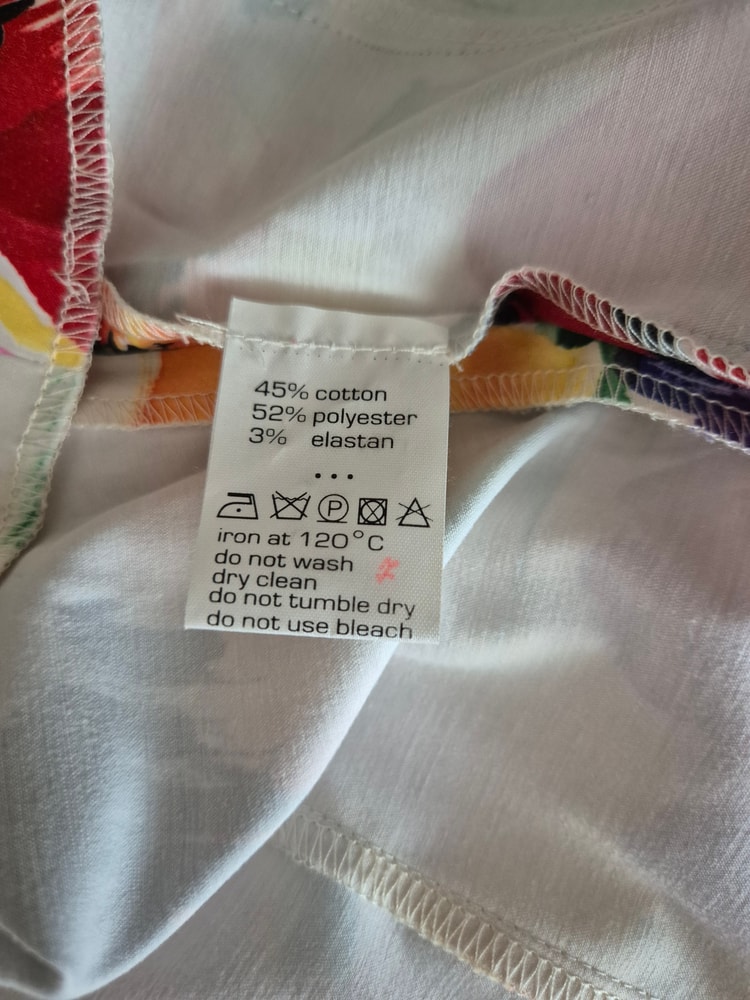 45% cotton
52% polyester
3% elastan
...
P
iron at 120°C
do not wash
dry clean
do not tumble dry
do not use bleach